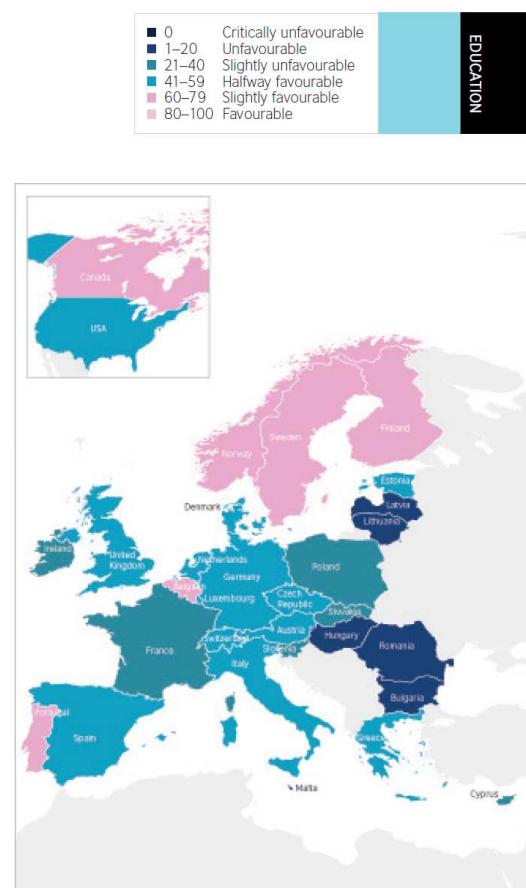 0 Critically unfavourable
1–20 Unfavourable
21–40 Slightly unfavourable
41–59 Halfway favourable
60–79 Slightly favourable
80–100 Favourable
EDUCATION
Canada
USA
Finland
Sweden
Norway
Estonia
Denmark
Latvia
Lithuania
Ireland
United
Kingdom
Netherlands
Poland
Germany
Belgium
Luxembourg
Czech
Republic
Slovakia
Austria
Switzerland
Hungary
Romania
France
Slovenia
Italy
Bulgaria
Portugal
Spain
Greece
Malta
Cyprus